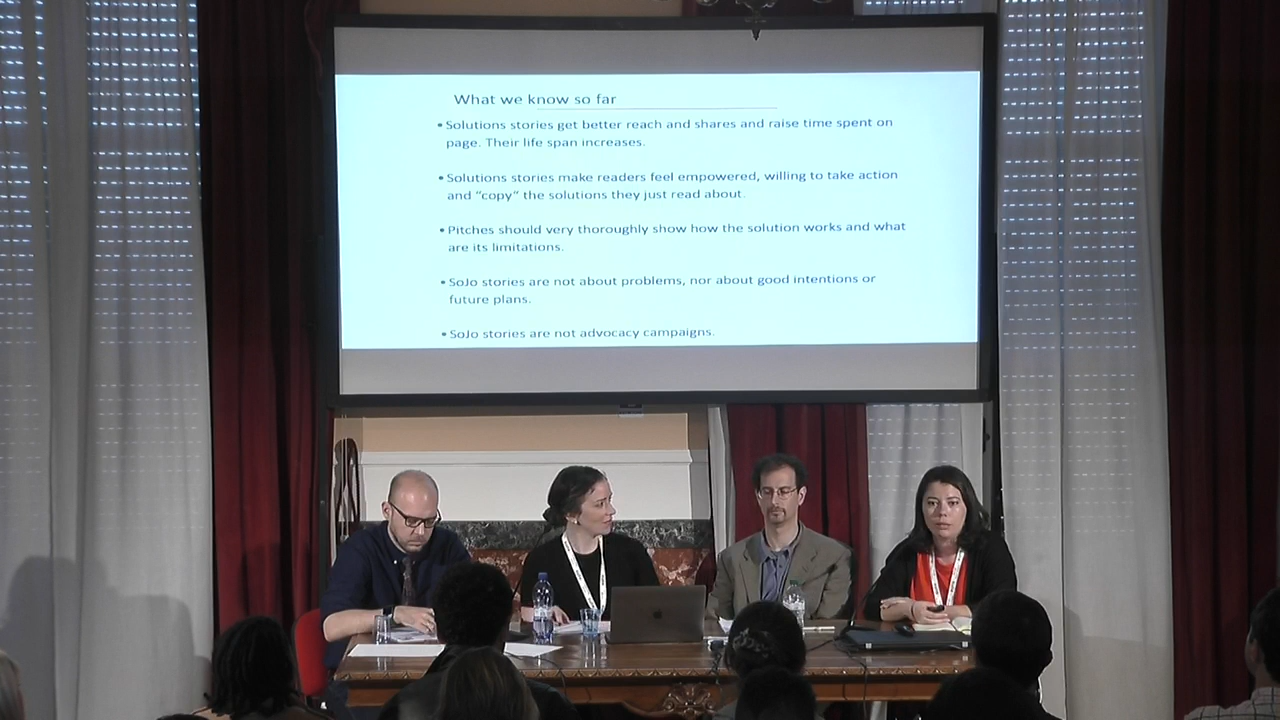 What we know so far
• Solutions stories get better reach and shares and raise time spent on
page. Their life span increases.
• Solutions stories make readers feel empowered, willing to take action
and “copy” the solutions they just read about.
• Pitches should very thoroughly show how the solution works and what
are its limitations.
• SoJo stories are not about problems, nor about good intentions or
future plans.
• SoJo stories are not advocacy campaigns.